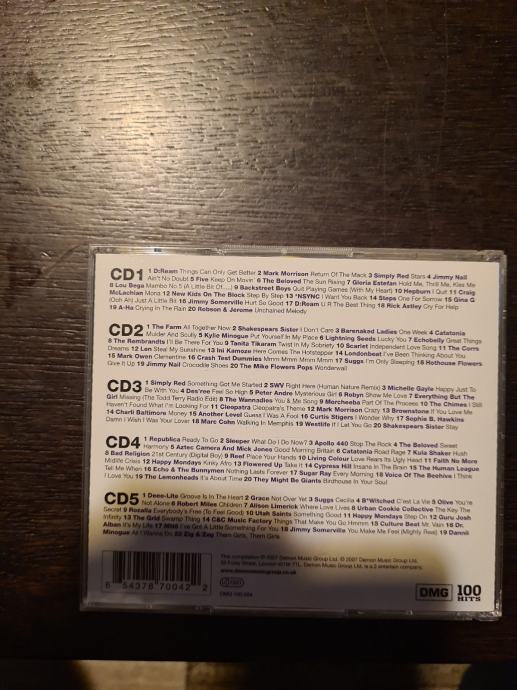 CD1 1 D:Ream Things Can Only Get Better 2 Mark Morrison Return Of The Mack 3 Simply Red Stars 4 Jimmy Nail
Ain't No Doubt 5 Five Keep On Movin' 6 The Beloved The Sun Rising 7 Gloria Estefan Hold Me, Thrill Me, Kiss Me
8 Lou Bega Mambo No 5 (A Little Bit Of.....) 9 Backstreet Boys Quit Playing Games (With My Heart) 10 Hepburn I Quit 11 Craig
McLachlan Mona 12 New Kids On The Block Step By Step 13 *NSYNC I Want You Back 14 Steps One For Sorrow 15 Gina G
(Ooh Ah) Just A Little Bit 16 Jimmy Somerville Hurt So Good 17 D:Ream U R The Best Thing 18 Rick Astley Cry For Help
19 A-Ha Crying In The Rain 20 Robson & Jerome Unchained Melody
CD2 1 The Farm All Together Now 2 Shakespears Sister I Don't Care 3 Barenaked Ladies One Week 4 Catatonia
Mulder And Scully 5 Kylie Minogue Put Yourself In My Place 6 Lightning Seeds Lucky You 7 Echobelly Great Things
8 The Rembrandts I'll Be There For You 9 Tanita Tikaram Twist In My Sobriety 10 Scarlet Independent Love Song 11 The Corrs
Dreams 12 Len Steal My Sunshine 13 Ini Kamoze Here Comes The Hotstepper 14 Londonbeat I've Been Thinking About You
15 Mark Owen Clementine 16 Crash Test Dummies Mmm Mmm Mmm Mmm 17 Suggs I'm Only Sleeping 18 Hothouse Flowers
Give It Up 19 Jimmy Nail Crocodile Shoes 20 The Mike Flowers Pops Wonderwall
CD3 1 Simply Red Something Got Me Started 2 SWV Right Here (Human Nature Remix) 3 Michelle Gayle Happy Just To
Be With You 4 Des'ree Feel So High 5 Peter Andre Mysterious Girl 6 Robyn Show Me Love 7 Everything But The
Girl Missing (The Todd Terry Radio Edit) 8 The Wannadies You & Me Song 9 Morcheeba Part Of The Process 10 The Chimes I Still
Haven't Found What I'm Looking For 11 Cleopatra Cleopatra's Theme 12 Mark Morrison Crazy 13 Brownstone If You Love Me
14 Charli Baltimore Money 15 Another Level Guess I Was A Fool 16 Curtis Stigers I Wonder Why 17 Sophie B. Hawkins
Damn I Wish I Was Your Lover 18 Marc Cohn Walking In Memphis 19 Westlife If I Let You Go 20 Shakespears Sister Stay
CD4 1 Republica Ready To Go 2 Sleeper What Do I Do Now? 3 Apollo 440 Stop The Rock 4 The Beloved Sweet
Harmony 5 Aztec Camera And Mick Jones Good Morning Britain 6 Catatonia Road Rage 7 Kula Shaker Hush
8 Bad Religion 21st Century (Digital Boy) 9 Reef Place Your Hands 10 Living Colour Love Rears Its Ugly Head 11 Faith No More
Midlife Crisis 12 Happy Mondays Kinky Afro 13 Flowered Up Take It 14 Cypress Hill Insane In The Brain 15 The Human League
Tell Me When 16 Echo & The Bunnymen Nothing Lasts Forever 17 Sugar Ray Every Morning 18 Voice Of The Beehive I Think
I Love You 19 The Lemonheads It's About Time 20 They Might Be Giants Birdhouse In Your Soul
CD5 1 Deee-Lite Groove Is In The Heart 2 Grace Not Over Yet 3 Suggs Cecilia 4 B*Witched C'est La Vie 5 Olive You're
Not Alone 6 Robert Miles Children 7 Alison Limerick Where Love Lives 8 Urban Cookie Collective The Key The
Secret 9 Rozalla Everybody's Free (To Feel Good) 10 Utah Saints Something Good 11 Happy Mondays Step On 12 Guru Josh
Infinity 13 The Grid Swamp Thing 14 C&C Music Factory Things That Make You Go Hmmmm 15 Culture Beat Mr. Vain 16 Dr.
Alban It's My Life 17 MN8 I've Got A Little Something For You 18 Jimmy Somerville You Make Me Feel (Mighty Real) 19 Dannii
Minogue All I Wanna Do 20 Zig & Zag Them Girls, Them Girls
This compilation ℗ 2007 Demon Music Group Ltd. © 2007 Demon Music Group Ltd.
www.demonmusicgroup.co.uk
6 54378 70042 2
DMG 100 HITS